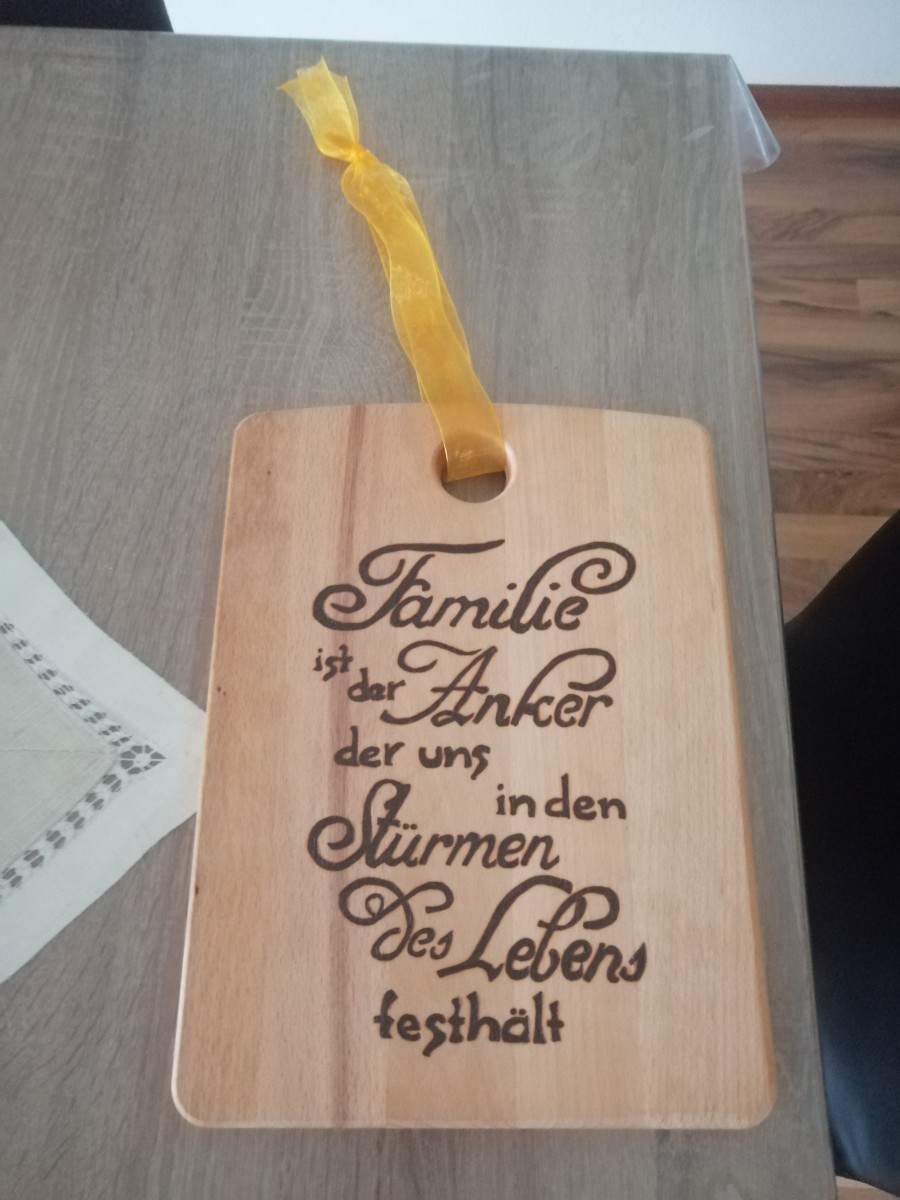 Familie
ist der Anker
der uns
in den
Stürmen
des Lebens
festhält